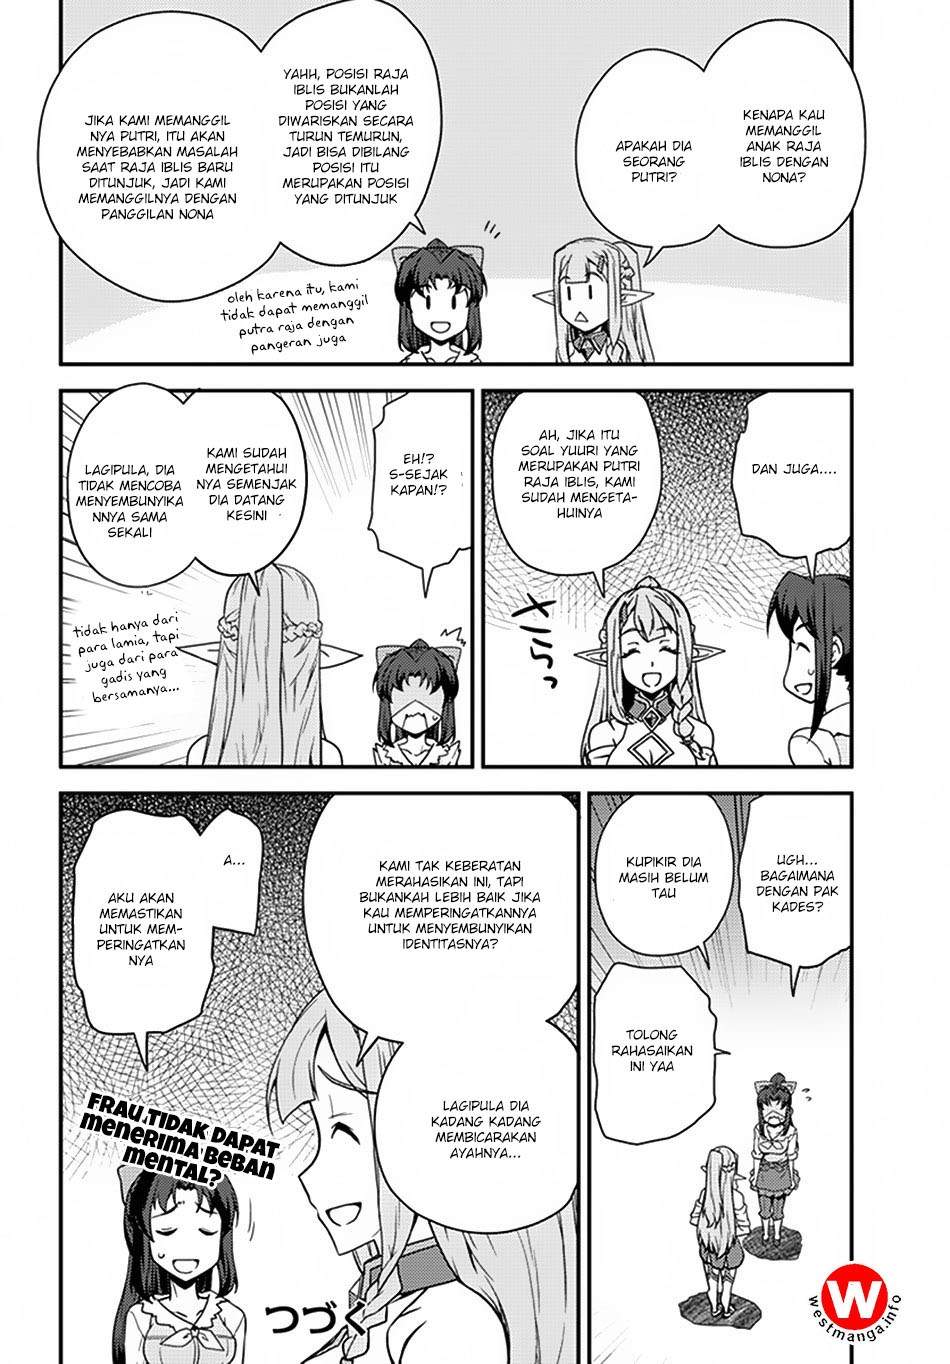 KENAPA KAU
MEMANGGIL
ANAK RAJA
IBLIS DENGAN
NONA?
APAKAH DIA
SEORANG
PUTRI?
YAHH, POSISI RAJA
IBLIS BUKANLAH
POSISI YANG
DIWARISKAN SECARA
TURUN TEMURUN,
JADI BISA DIBILANG
POSISI ITU
MERUPAKAN POSISI
YANG DITUNJUK
JIKA KAMI MEMANGGIL
NYA PUTRI, ITU AKAN
MENYEBABKAN MASALAH
SAAT RAJA IBLIS BARU
DITUNJUK, JADI KAMI
MEMANGGILNYA DENGAN
PANGGILAN NONA
oleh karena itu, kami
tidak dapat memanggil
putra raja dengan
pangeran juga
DAN JUGA....
AH, JIKA ITU
SOAL YUURI YANG
MERUPAKAN PUTRI
RAJA IBLIS, KAMI
SUDAH MENGETA-
HUINYA
EH!?
S-SEJAK
KAPAN!?
KAMI SUDAH
MENGETAHUI
NYA SEMENJAK
DIA DATANG
KESINI
LAGIPULA, DIA
TIDAK MENCOBA
MENYEMBUNYIKA
NNYA SAMA
SEKALI
tidak hanya dari
para lamia, tapi
juga dari para
gadis yang
bersamanya...
UGH...
BAGAIMANA
DENGAN PAK
KADES?
KUPIKIR DIA
MASIH BELUM
TAU
TOLONG
RAHASAIKAN
INI YAA
KAMI TAK KEBERATAN
MERAHASIKAN INI, TAPI
BUKANKAH LEBIH BAIK JIKA
KAU MEMPERINGATKANNYA
UNTUK MENYEMBUNYIKAN
IDENTITASNYA?
LAGIPULA DIA
KADANG KADANG
MEMBICARAKAN
AYAHNYA...
A...
AKU AKAN
MEMASTIKAN
UNTUK MEM-
PERINGATKAN
NYA
FRAU TIDAK DAPAT
MENERIMA BEBAN
MENTAL?
つづく
W
westmanga.info